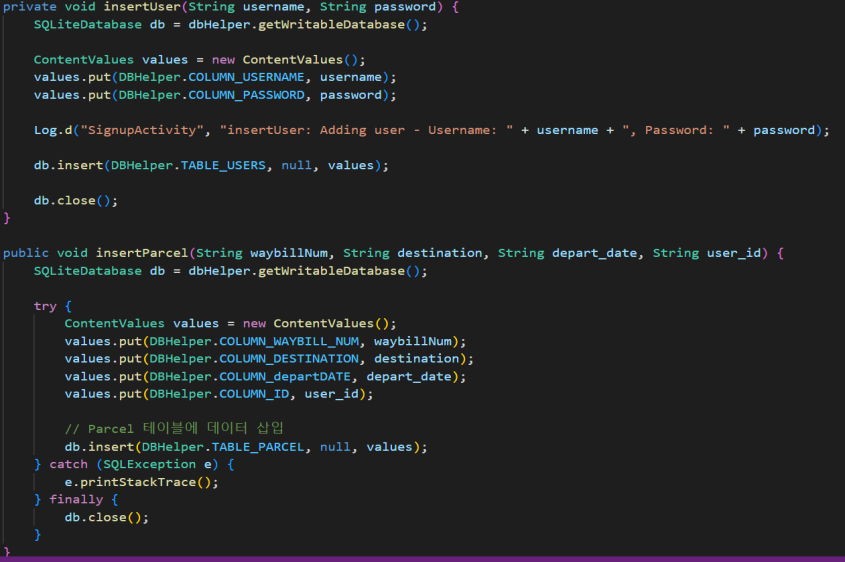 private void insertUser(String username, String password) {
    SQLiteDatabase db = dbHelper.getWritableDatabase();
    ContentValues values = new ContentValues();
    values.put(DBHelper.COLUMN_USERNAME, username);
    values.put(DBHelper.COLUMN_PASSWORD, password);
    Log.d("SignupActivity", "insertUser: Adding user - Username: " + username + ", Password: " + password);
    db.insert(DBHelper.TABLE_USERS, null, values);
    db.close();
}
public void insertParcel(String waybillNum, String destination, String depart_date, String user_id) {
    SQLiteDatabase db = dbHelper.getWritableDatabase();
    try {
        ContentValues values = new ContentValues();
        values.put(DBHelper.COLUMN_WAYBILL_NUM, waybillNum);
        values.put(DBHelper.COLUMN_DESTINATION, destination);
        values.put(DBHelper.COLUMN_departDATE, depart_date);
        values.put(DBHelper.COLUMN_ID, user_id);
        // Parcel 테이블에 데이터 삽입
        db.insert(DBHelper.TABLE_PARCEL, null, values);
    } catch (SQLException e) {
        e.printStackTrace();
    } finally {
        db.close();
    }
}